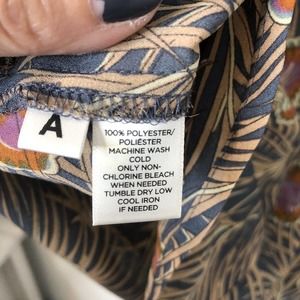 A
100% POLYESTER/
POLIÉSTER
MACHINE WASH
COLD
ONLY NON-
CHLORINE BLEACH
WHEN NEEDED
TUMBLE DRY LOW
COOL IRON
IF NEEDED